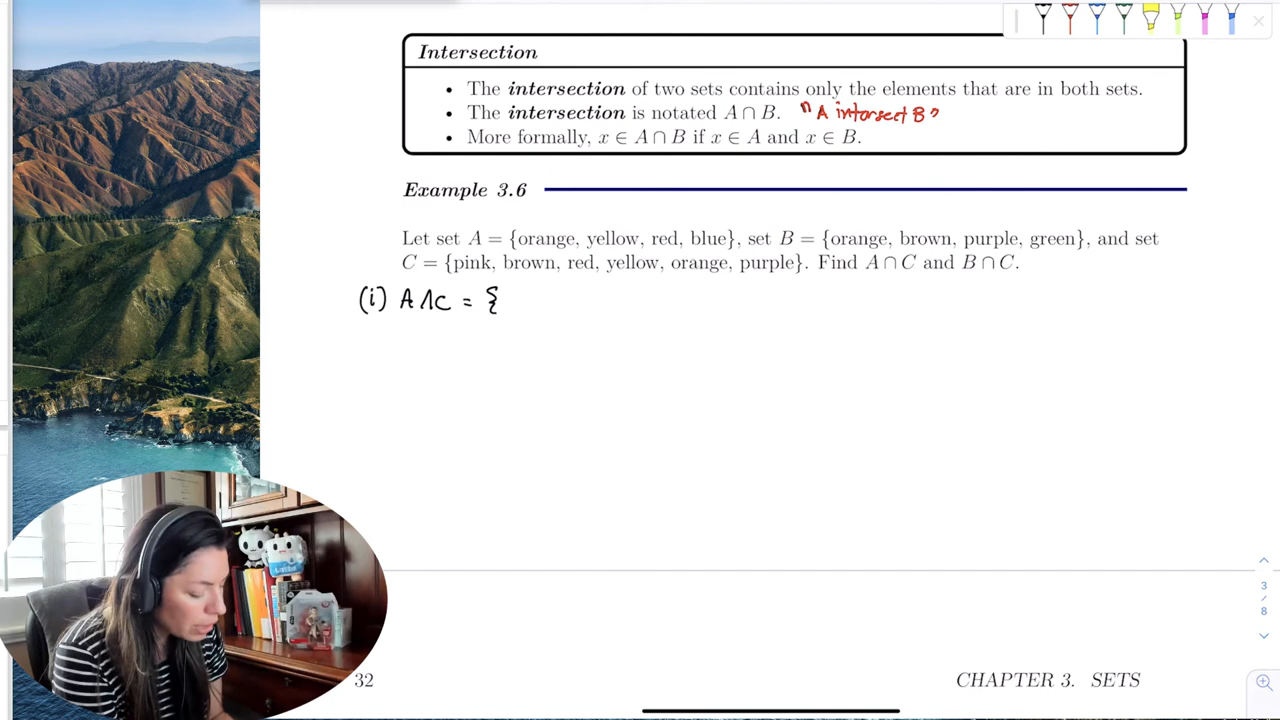 Intersection
• The intersection of two sets contains only the elements that are in both sets.
• The intersection is notated A ∩ B. "A intersect B"
• More formally, x ∈ A ∩ B if x ∈ A and x ∈ B.
Example 3.6
Let set A = {orange, yellow, red, blue}, set B = {orange, brown, purple, green}, and set
C = {pink, brown, red, yellow, orange, purple}. Find A ∩ C and B ∩ C.
(i) A ∩ C = {
3
/
8
32 CHAPTER 3. SETS